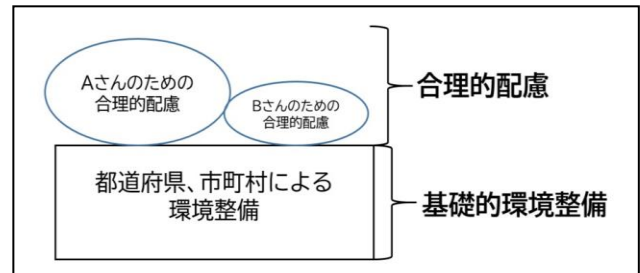 Aさんのための
合理的配慮
Bさんのための
合理的配慮
合理的配慮
都道府県、市町村による
環境整備
基礎的環境整備